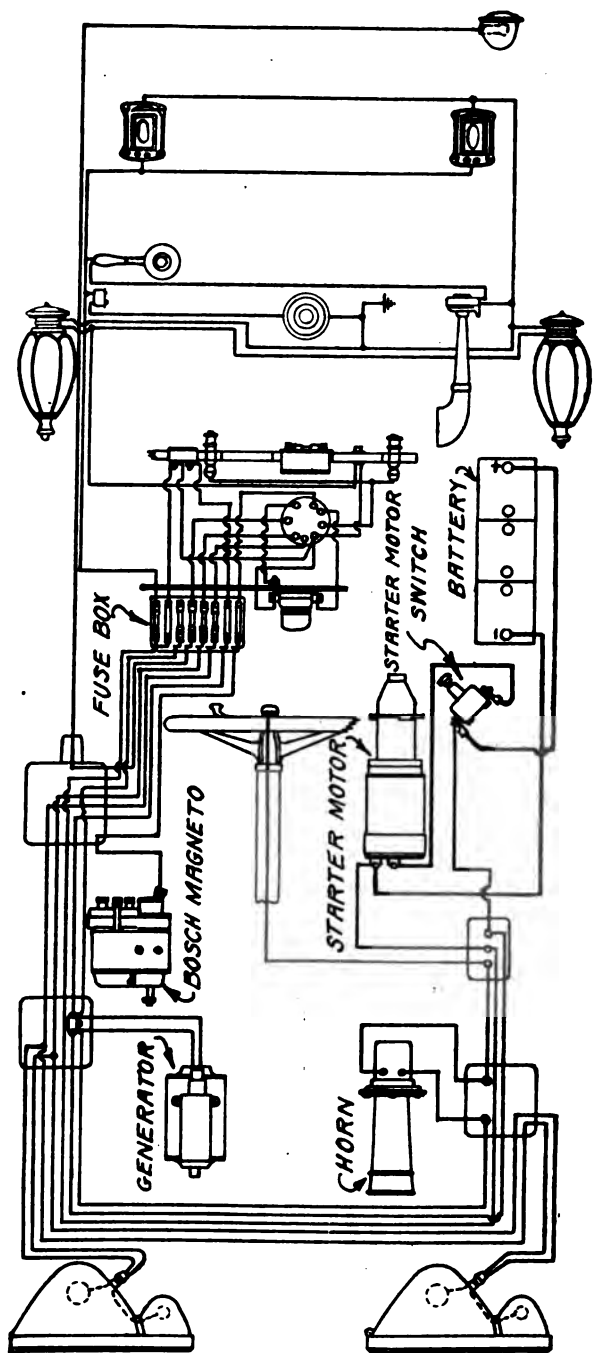 FUSE BOX
BATTERY
STARTER MOTOR
SWITCH
STARTER MOTOR
BOSCH MAGNETO
GENERATOR
HORN